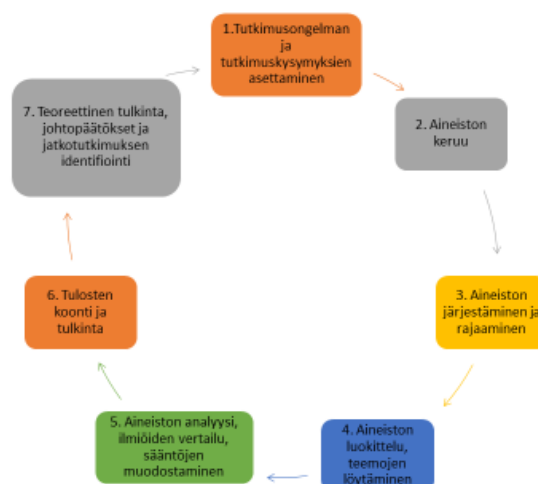 1.Tutkimusongelman
ja
tutkimuskysymyksien
asettaminen
2. Aineiston
keruu
3. Aineiston
järjestäminen ja
rajaaminen
4. Aineiston
luokittelu,
teemojen
löytäminen
5. Aineiston analyysi,
ilmiöiden vertailu,
sääntöjen
muodostaminen
6. Tulosten
koonti ja
tulkinta
7. Teoreettinen tulkinta,
johtopäätökset ja
jatkotutkimuksen
identifiointi